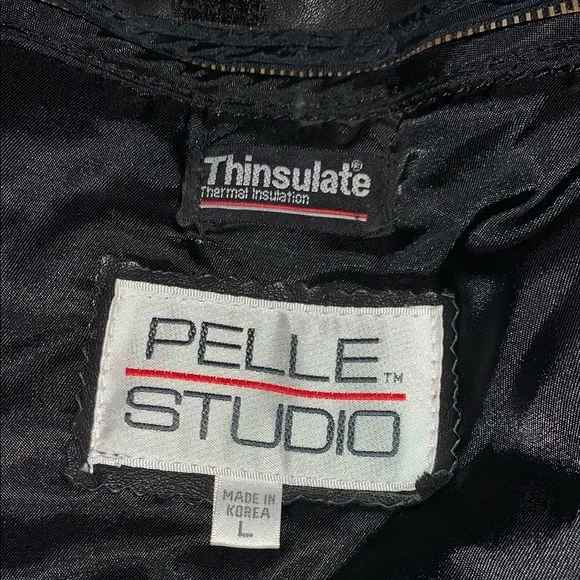 Thinsulate®
Thermal Insulation
PELLE™
STUDIO
MADE IN
KOREA
L